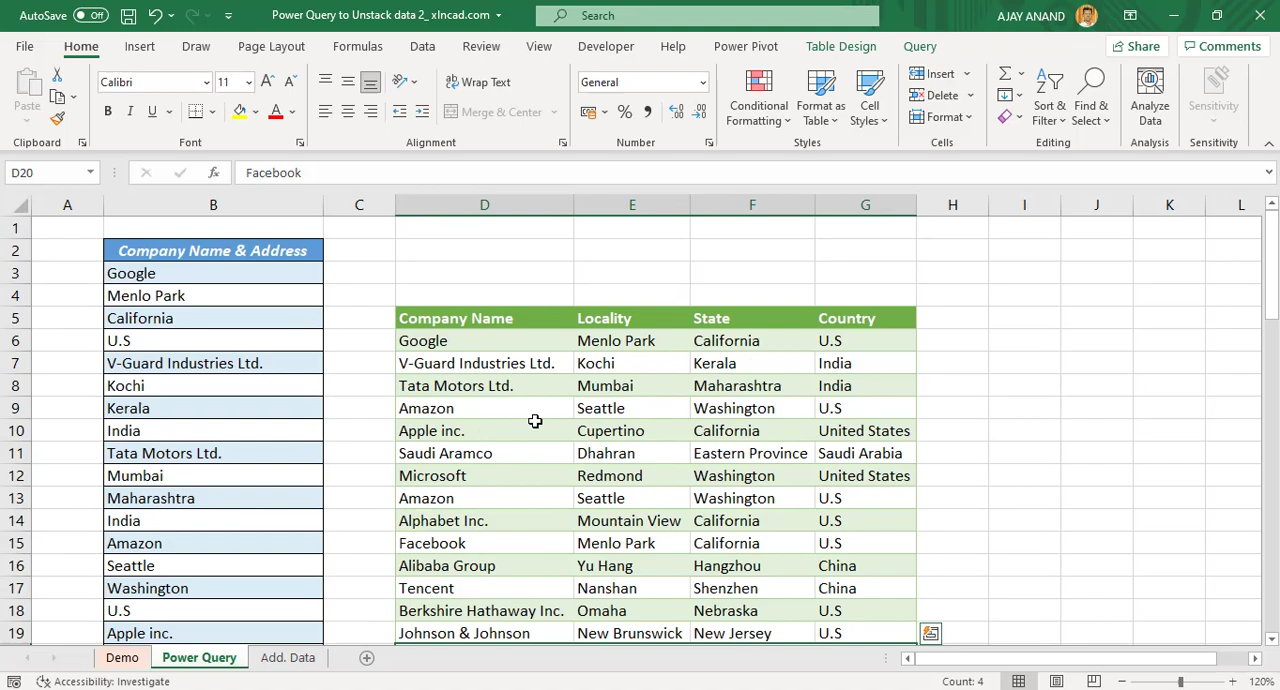 AutoSave Off Power Query to Unstack data 2_ xlncad.com Search AJAY ANAND
File Home Insert Draw Page Layout Formulas Data Review View Developer Help Power Pivot Table Design Query Share Comments
Paste Calibri 11 Wrap Text General Conditional Formatting Format as Table Cell Styles Insert Sort & Filter Find & Select Analyze Data Sensitivity
B I U Merge & Center % Delete
Format
Clipboard Font Alignment Number Styles Cells Editing Analysis Sensitivity
D20 fx Facebook
A B C D E F G H I J K L
1
2 Company Name & Address
3 Google
4 Menlo Park
5 California Company Name Locality State Country
6 U.S Google Menlo Park California U.S
7 V-Guard Industries Ltd. V-Guard Industries Ltd. Kochi Kerala India
8 Kochi Tata Motors Ltd. Mumbai Maharashtra India
9 Kerala Amazon Seattle Washington U.S
10 India Apple inc. Cupertino California United States
11 Tata Motors Ltd. Saudi Aramco Dhahran Eastern Province Saudi Arabia
12 Mumbai Microsoft Redmond Washington United States
13 Maharashtra Amazon Seattle Washington U.S
14 India Alphabet Inc. Mountain View California U.S
15 Amazon Facebook Menlo Park California U.S
16 Seattle Alibaba Group Yu Hang Hangzhou China
17 Washington Tencent Nanshan Shenzhen China
18 U.S Berkshire Hathaway Inc. Omaha Nebraska U.S
19 Apple inc. Johnson & Johnson New Brunswick New Jersey U.S
Demo Power Query Add. Data
Accessibility: Investigate Count: 4 120%